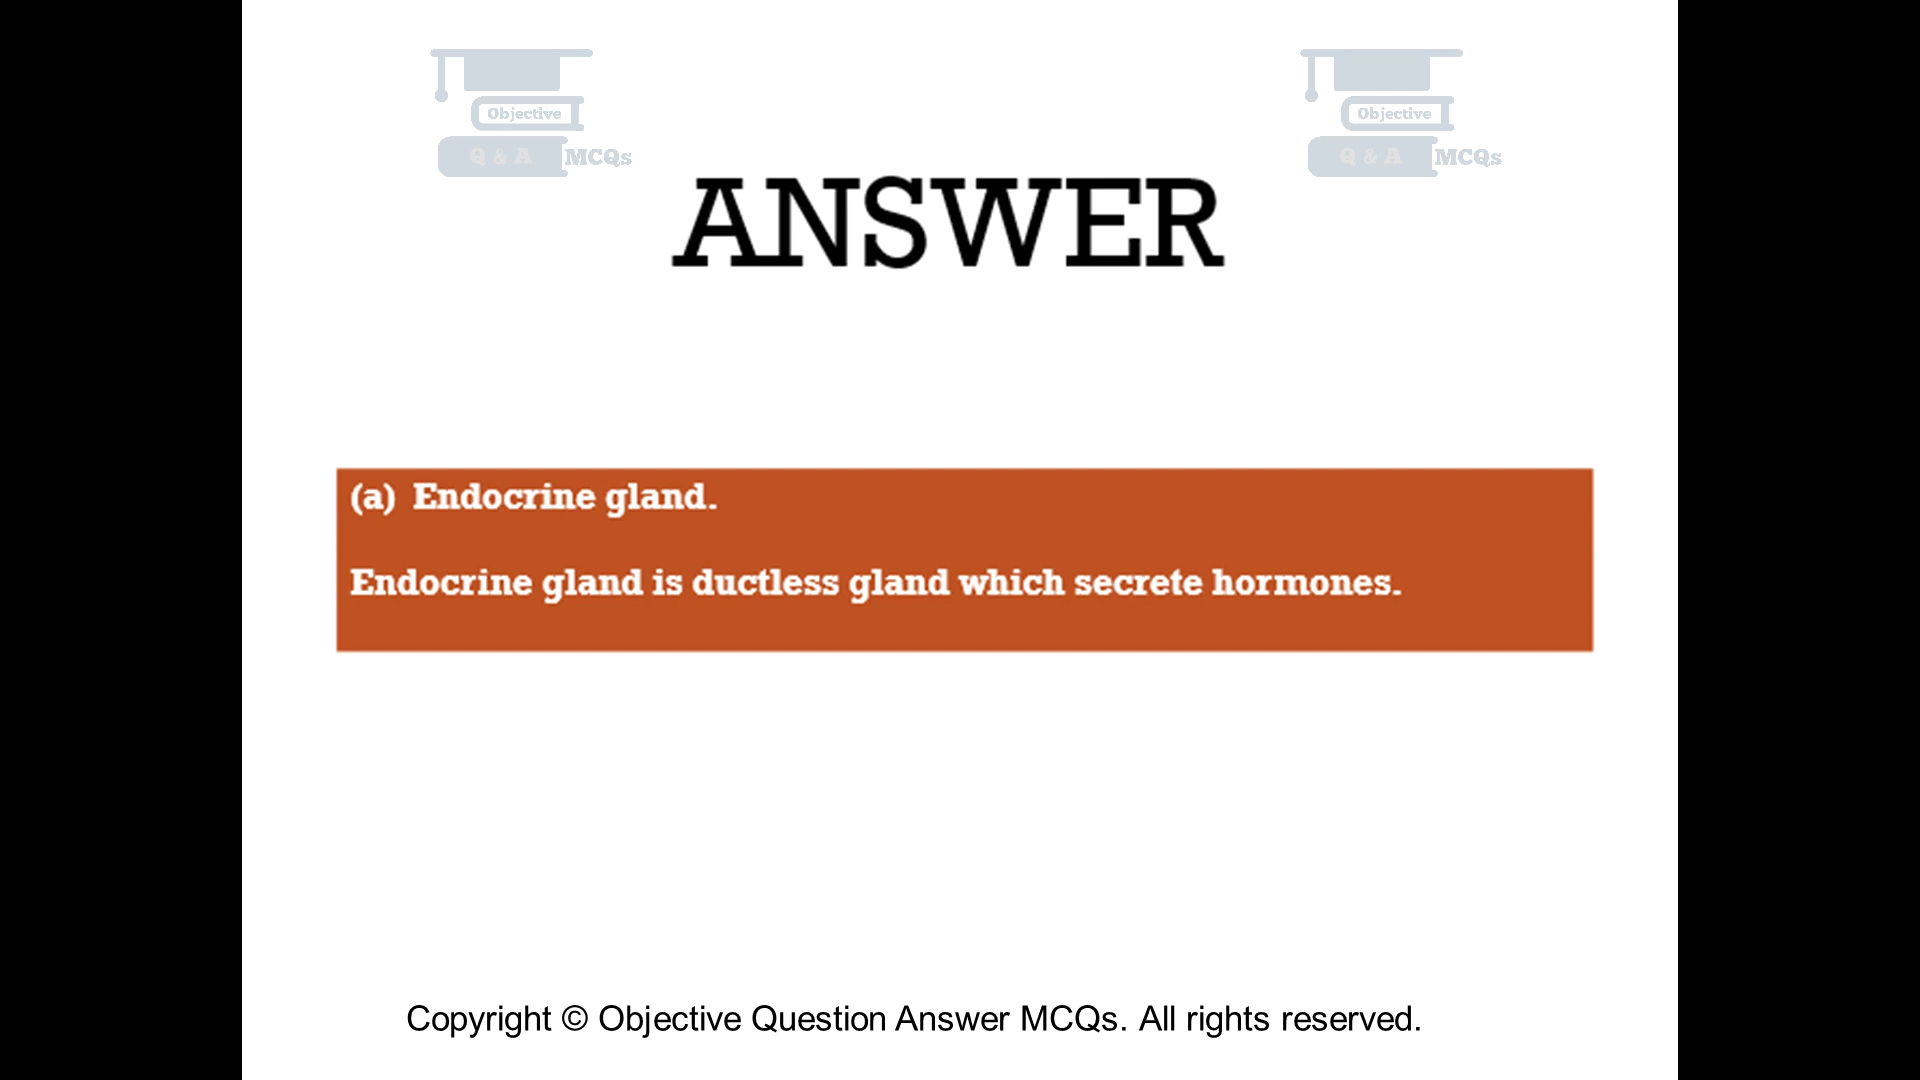 Objective
Q & A MCQs
Objective
Q & A MCQs
ANSWER
(a) Endocrine gland.
Endocrine gland is ductless gland which secrete hormones.
Copyright © Objective Question Answer MCQs. All rights reserved.